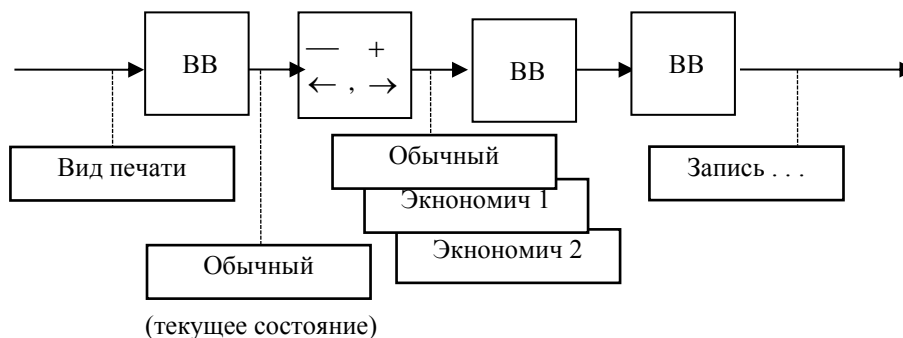 ВВ
— +
← , →
ВВ
ВВ
Вид печати
Обычный
Экнономич 1
Экнономич 2
Запись . . .
Обычный
(текущее состояние)